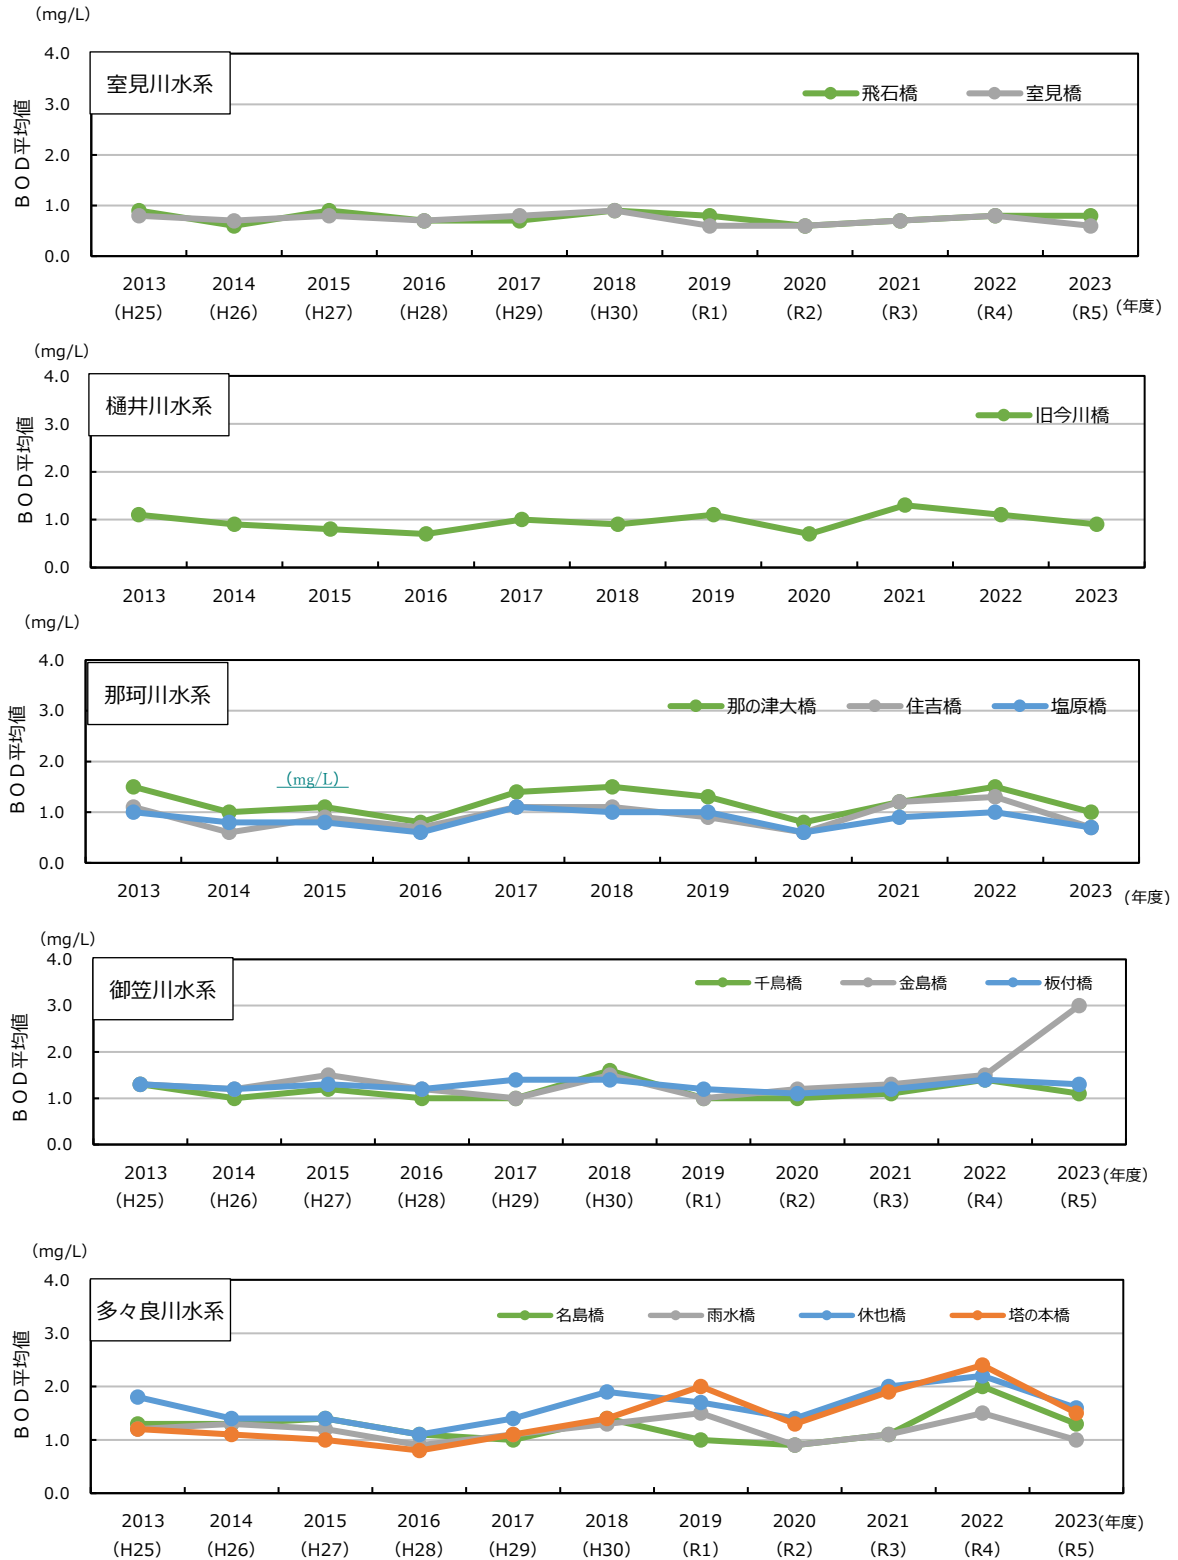 （mg/L）
4.0
3.0
2.0
1.0
0.0
ＢＯＤ平均値
室見川水系
飛石橋 室見橋
2013 2014 2015 2016 2017 2018 2019 2020 2021 2022 2023
（H25） （H26） （H27） （H28） （H29） （H30） （R1） （R2） （R3） （R4） （R5） (年度)
（mg/L）
4.0
3.0
2.0
1.0
0.0
ＢＯＤ平均値
樋井川水系
旧今川橋
2013 2014 2015 2016 2017 2018 2019 2020 2021 2022 2023
（mg/L）
4.0
3.0
2.0
1.0
0.0
ＢＯＤ平均値
那珂川水系
那の津大橋 住吉橋 塩原橋
（mg/L）
2013 2014 2015 2016 2017 2018 2019 2020 2021 2022 2023 (年度)
（mg/L）
4.0
3.0
2.0
1.0
0.0
ＢＯＤ平均値
御笠川水系
千鳥橋 金島橋 板付橋
2013 2014 2015 2016 2017 2018 2019 2020 2021 2022 2023 (年度)
（H25） （H26） （H27） （H28） （H29） （H30） （R1） （R2） （R3） （R4） （R5）
（mg/L）
4.0
3.0
2.0
1.0
0.0
ＢＯＤ平均値
多々良川水系
名島橋 雨水橋 休也橋 塔の本橋
2013 2014 2015 2016 2017 2018 2019 2020 2021 2022 2023 (年度)
（H25） （H26） （H27） （H28） （H29） （H30） （R1） （R2） （R3） （R4） （R5）